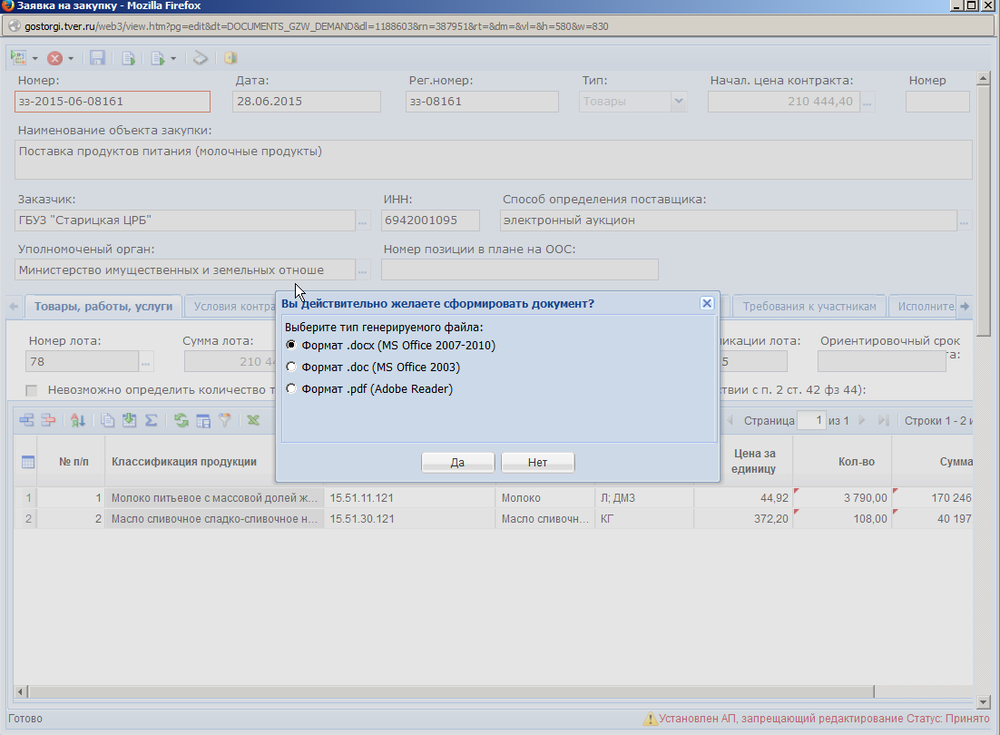 Заявка на закупку - Mozilla Firefox
gostorgi.tver.ru/web3/view.htm?pg=edit&dt=DOCUMENTS_GZW_DEMAND&dl=1188603&rn=387951&rt=&dm=&vl=&h=580&w=830
Номер: Дата: Рег.номер: Тип: Начал. цена контракта: Номер
зз-2015-06-08161 28.06.2015 зз-08161 Товары 210 444,40 ...
Наименование объекта закупки:
Поставка продуктов питания (молочные продукты)
Заказчик: ИНН: Способ определения поставщика:
ГБУЗ "Старицкая ЦРБ" ... 6942001095 электронный аукцион ...
Уполномоченый орган: Номер позиции в плане на ООС:
Министерство имущественных и земельных отноше ...
Вы действительно желаете сформировать документ?
Товары, работы, услуги Условия контра Требования к участникам Исполните
Выберите тип генерируемого файла:
Формат .docx (MS Office 2007-2010)
Формат .doc (MS Office 2003)
Формат .pdf (Adobe Reader)
Да Нет
Номер лота: Сумма лота: икации лота: Ориентировочный срок
а:
78 ... 210 44 5
Невозможно определить количество т твии с п. 2 ст. 42 фз 44):
Страница 1 из 1 Строки 1 - 2 и
№ п/п Классификация продукции Цена за единицу Кол-во Сумма
1 1 Молоко питьевое с массовой долей ж... 15.51.11.121 Молоко Л; ДМЗ 44,92 3 790,00 170 246
2 2 Масло сливочное сладко-сливочное н... 15.51.30.121 Масло сливочн... КГ 372,20 108,00 40 197
Готово Установлен АП, запрещающий редактирование Статус: Принято